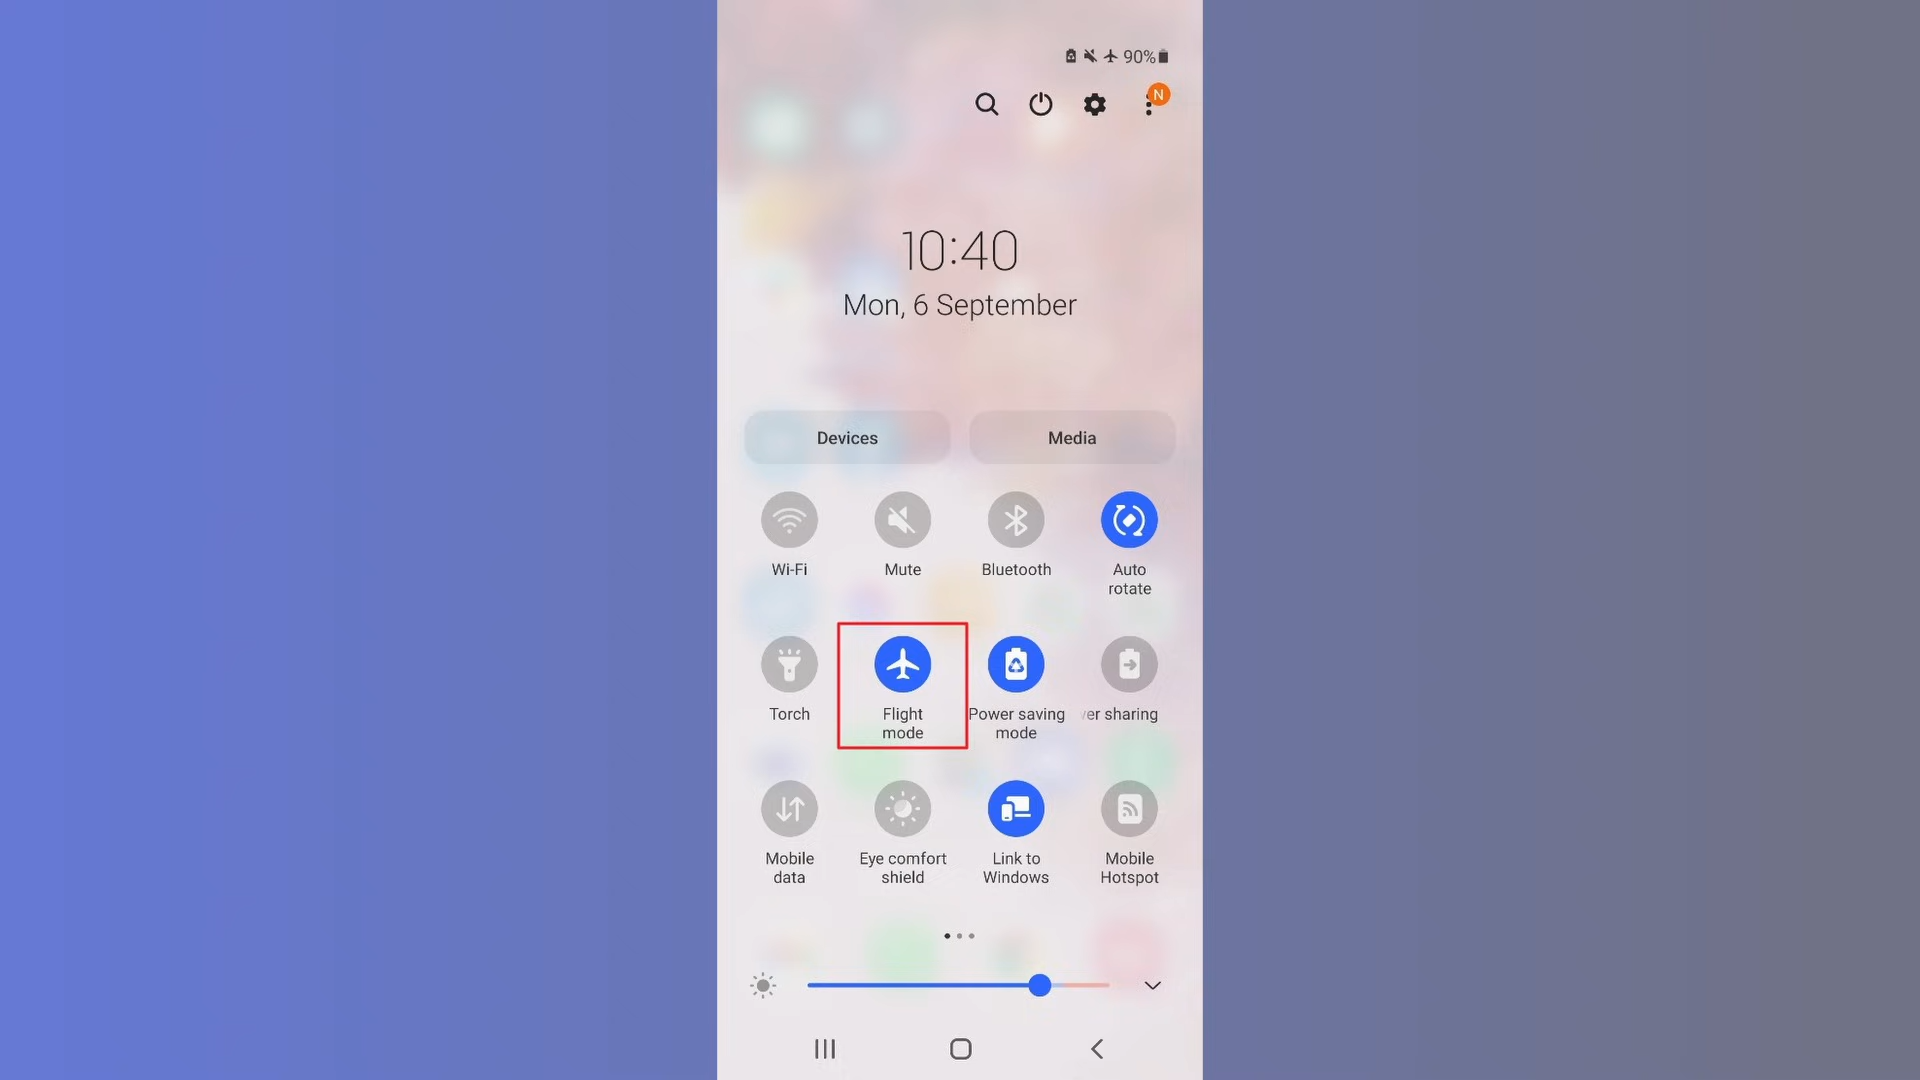 90%
N
10:40
Mon, 6 September
Devices Media
Wi-Fi Mute Bluetooth Auto
rotate
Torch Flight Power saving er sharing
mode mode
Mobile Eye comfort Link to Mobile
data shield Windows Hotspot